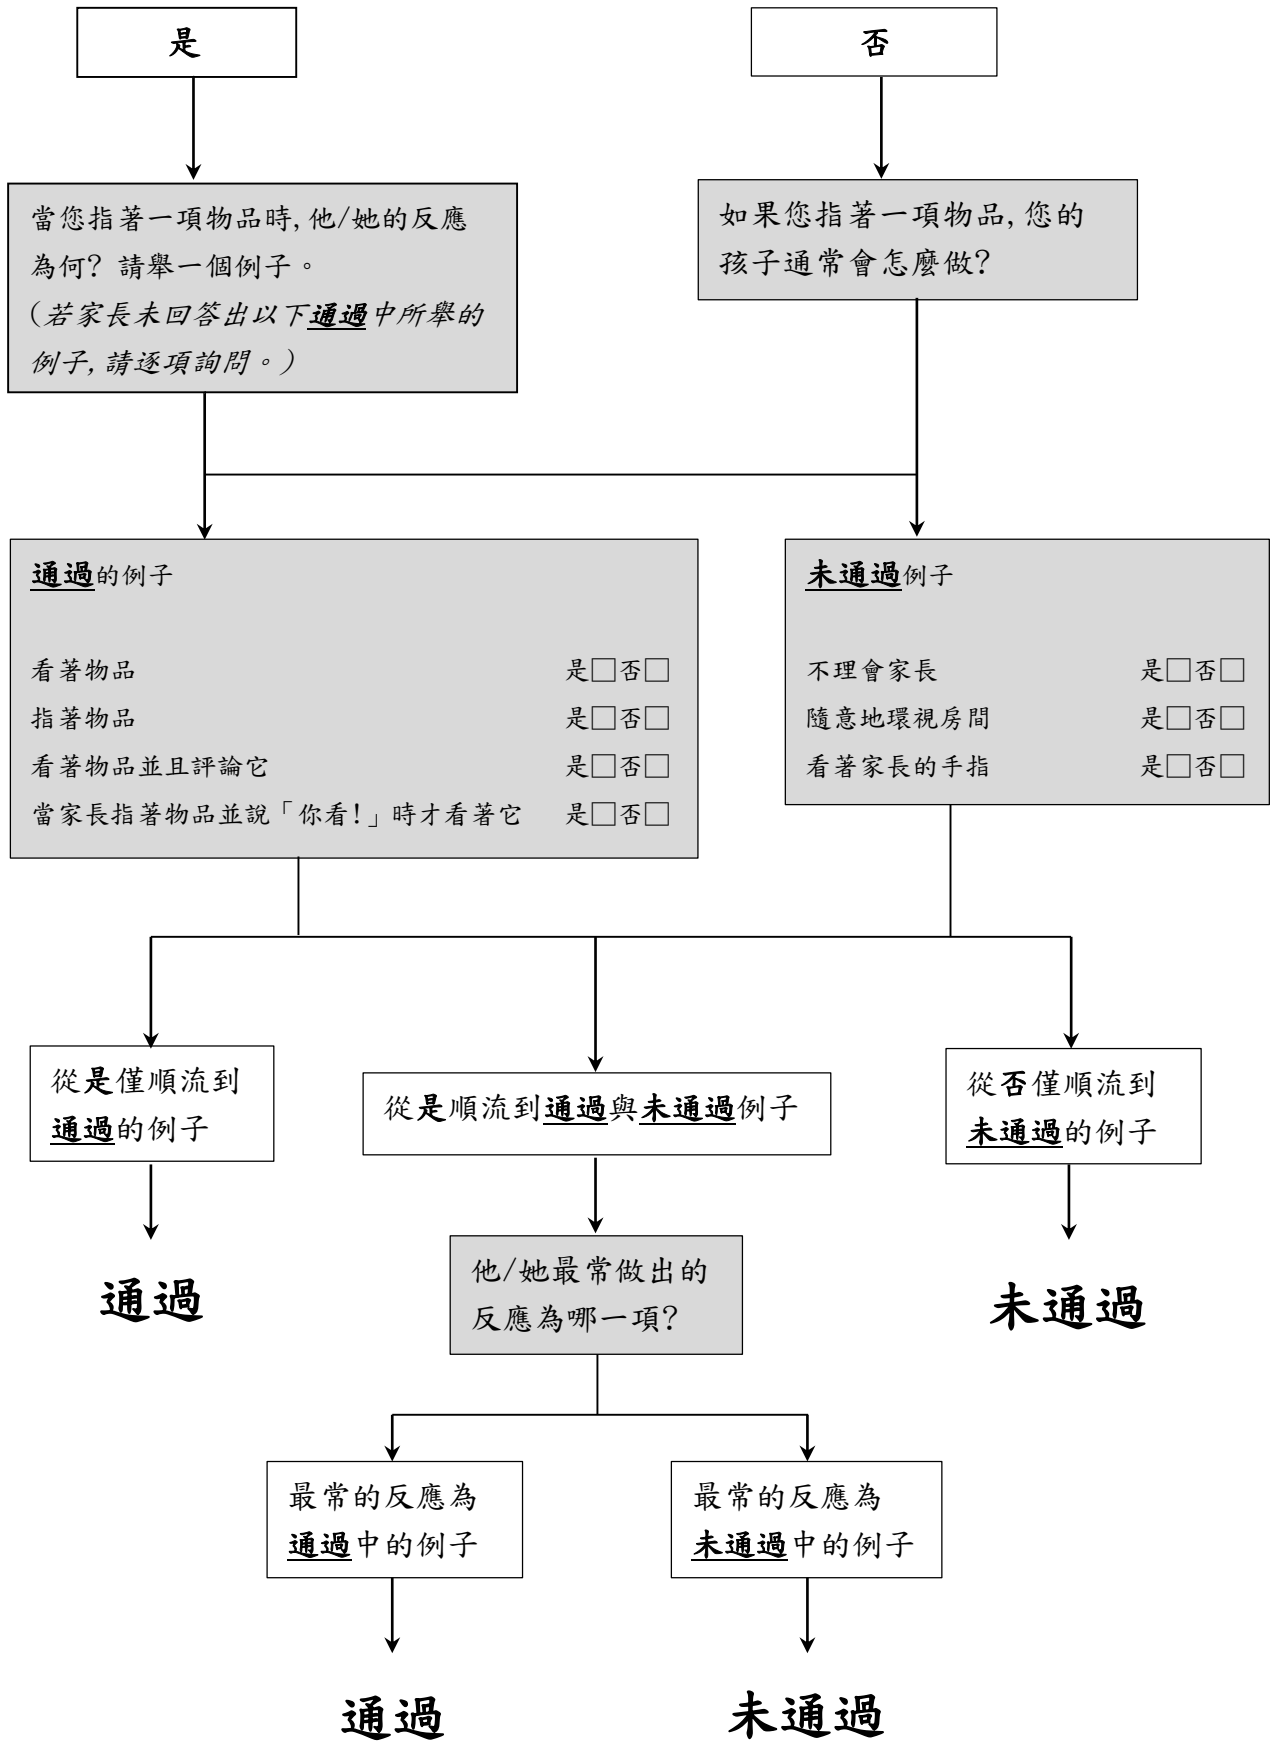 是
否
當您指著一項物品時,他/她的反應
為何? 請舉一個例子。
(若家長未回答出以下通過中所舉的
例子,請逐項詢問。)
如果您指著一項物品,您的
孩子通常會怎麼做?
通過的例子
看著物品 是□否□
指著物品 是□否□
看著物品並且評論它 是□否□
當家長指著物品並說「你看!」時才看著它 是□否□
未通過例子
不理會家長 是□否□
隨意地環視房間 是□否□
看著家長的手指 是□否□
從是僅順流到
通過的例子
從是順流到通過與未通過例子
從否僅順流到
未通過的例子
通過
他/她最常做出的
反應為哪一項?
未通過
最常的反應為
通過中的例子
最常的反應為
未通過中的例子
通過
未通過